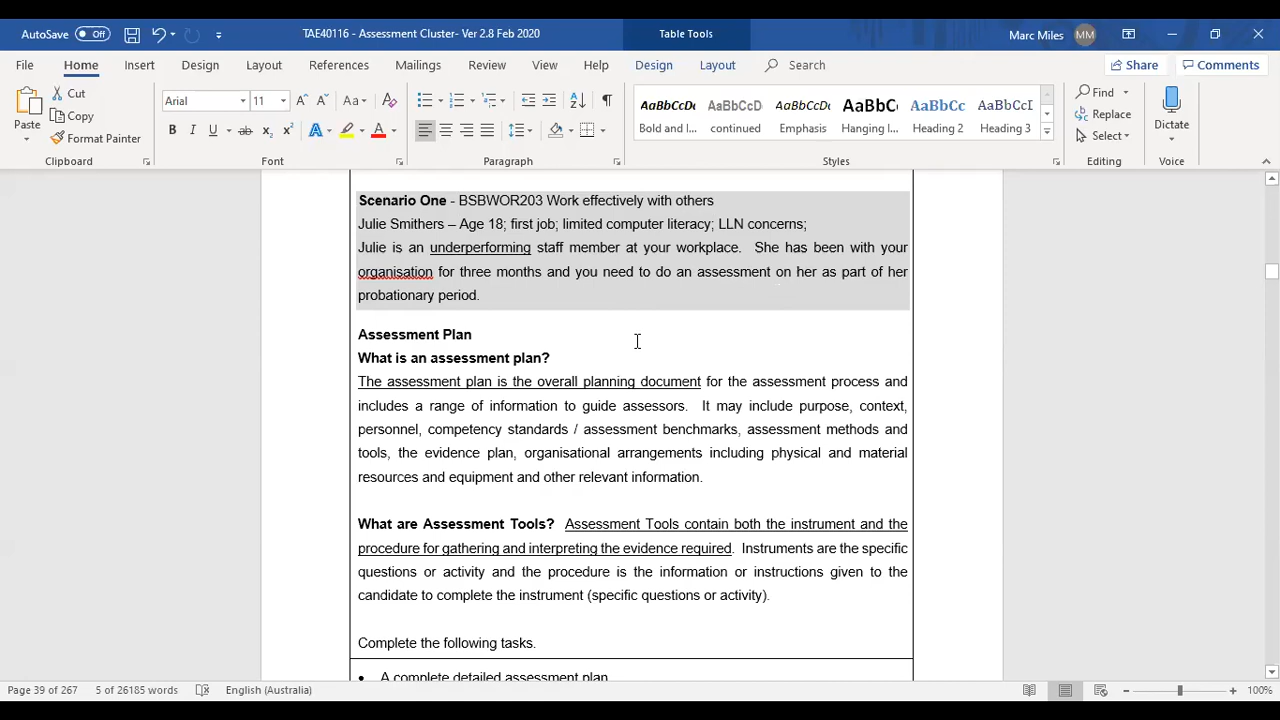 AutoSave Off TAE40116 - Assessment Cluster- Ver 2.8 Feb 2020 Table Tools Marc Miles MM
File Home Insert Design Layout References Mailings Review View Help Design Layout Search Share Comments
Paste Cut Copy Format Painter Clipboard
Arial 11 Aa Font
B I U ab x₂ x² A A
Paragraph
AaBbCcDc AaBbCcDc AaBbCcDc AaBbCc AaBbCc AaBbCcD
Bold and I... continued Emphasis Hanging I... Heading 2 Heading 3
Styles
Find Replace Select Editing
Dictate Voice
Scenario One - BSBWOR203 Work effectively with others
Julie Smithers – Age 18; first job; limited computer literacy; LLN concerns;
Julie is an underperforming staff member at your workplace. She has been with your
organisation for three months and you need to do an assessment on her as part of her
probationary period.
Assessment Plan
What is an assessment plan?
The assessment plan is the overall planning document for the assessment process and
includes a range of information to guide assessors. It may include purpose, context,
personnel, competency standards / assessment benchmarks, assessment methods and
tools, the evidence plan, organisational arrangements including physical and material
resources and equipment and other relevant information.
What are Assessment Tools? Assessment Tools contain both the instrument and the
procedure for gathering and interpreting the evidence required. Instruments are the specific
questions or activity and the procedure is the information or instructions given to the
candidate to complete the instrument (specific questions or activity).
Complete the following tasks.
• A complete detailed assessment plan
Page 39 of 267 5 of 26185 words English (Australia) 100%